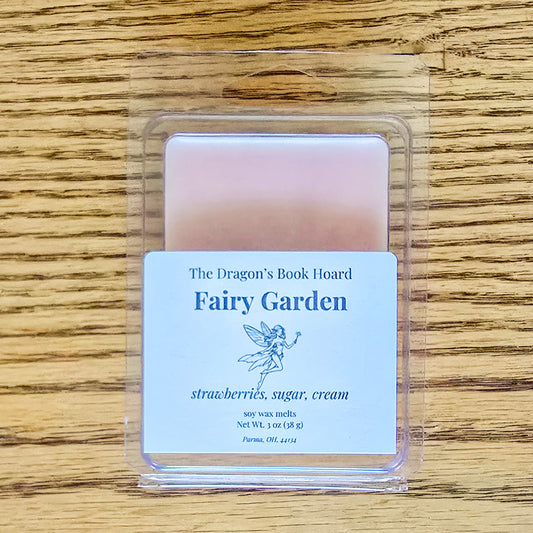 The Dragon's Book Hoard
Fairy Garden
strawberries, sugar, cream
soy wax melts
Net Wt. 3 oz (38 g)
Parma, OH, 44134